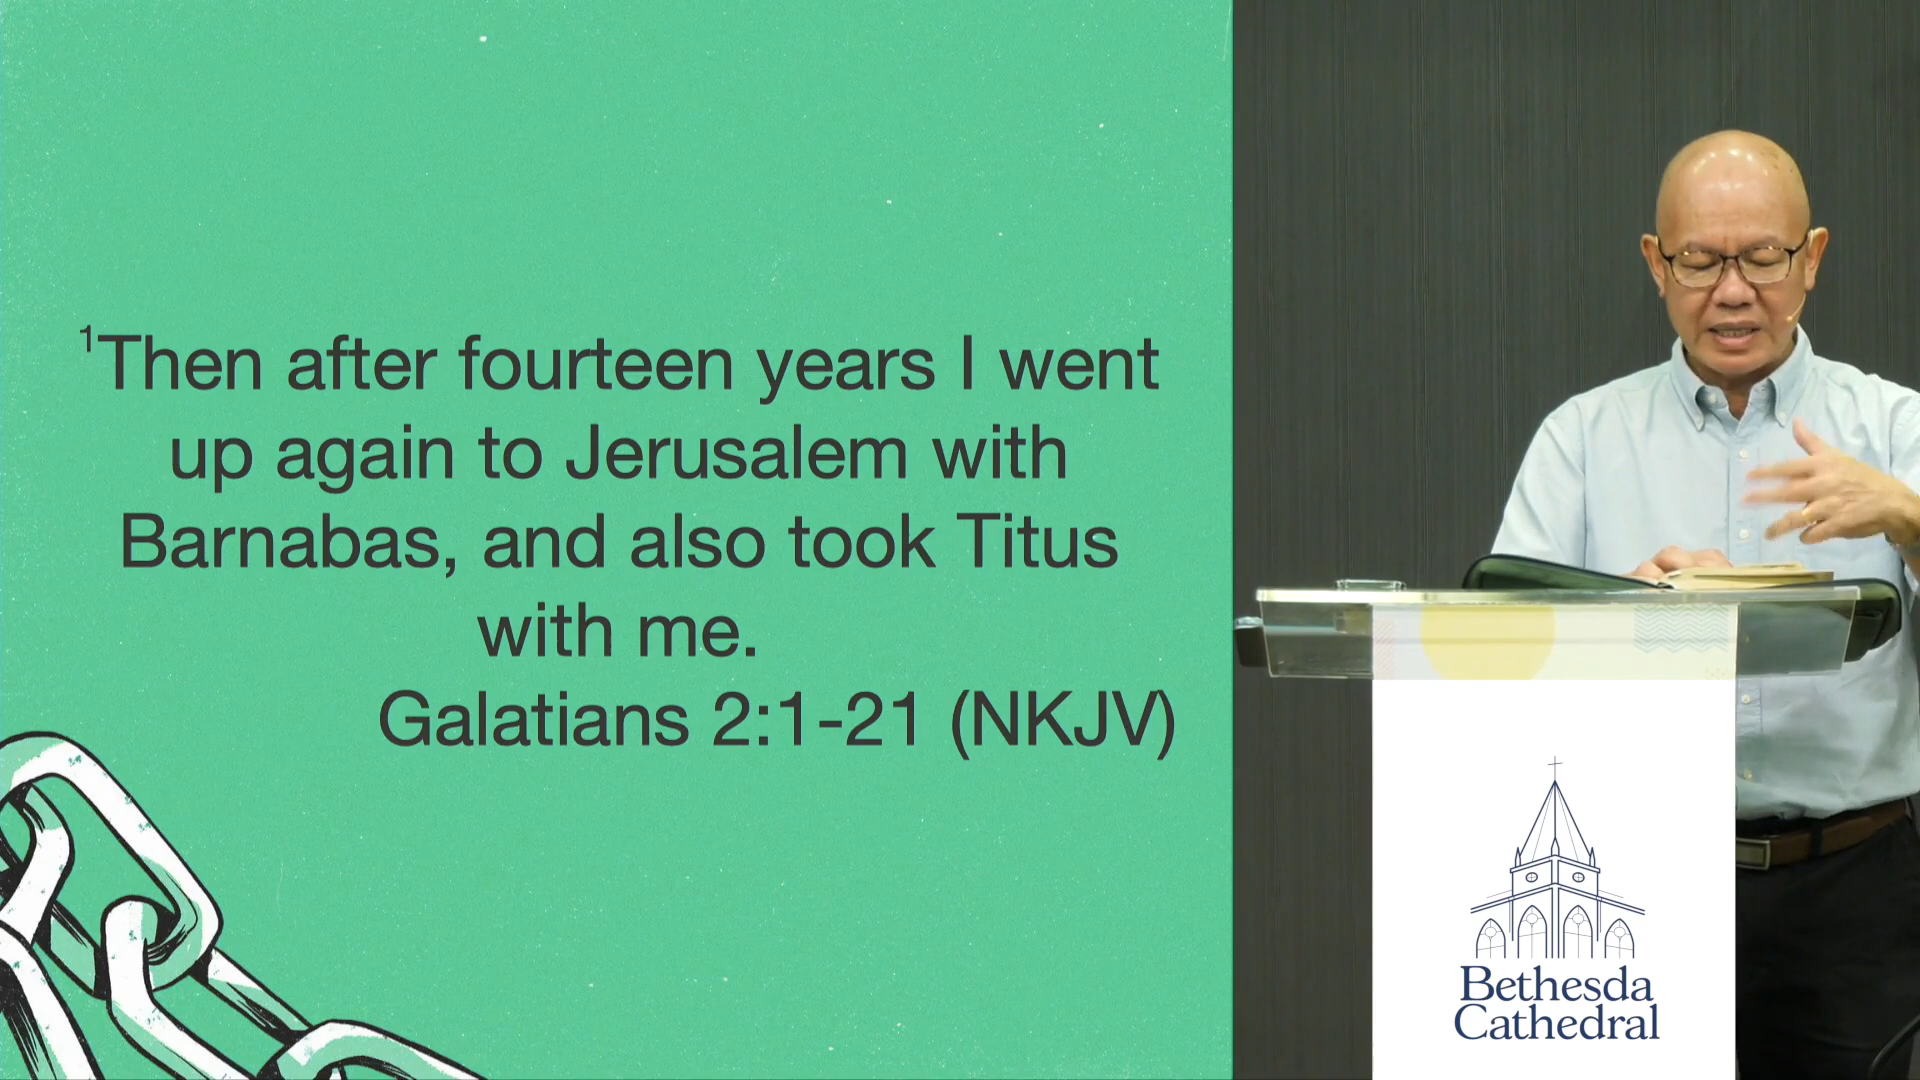 ¹Then after fourteen years I went
up again to Jerusalem with
Barnabas, and also took Titus
with me.
Galatians 2:1-21 (NKJV)
Bethesda
Cathedral